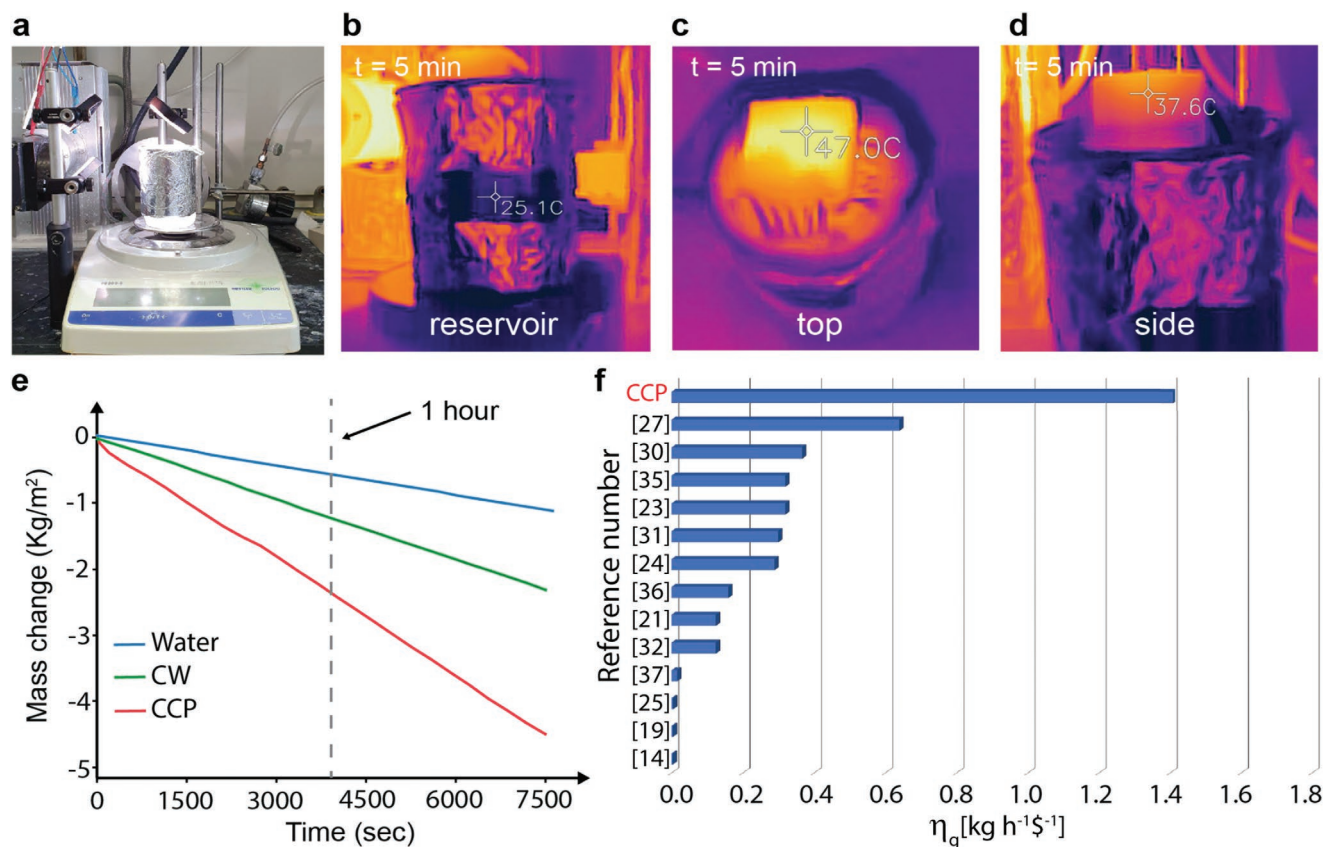 a
b
c
d
t = 5 min
t = 5 min
t = 5 min
25.1C
47.0C
37.6C
reservoir
top
side
e
f
1 hour
0
-1
-2
-3
-4
-5
Mass change (Kg/m²)
Water
CW
CCP
0 1500 3000 4500 6000 7500
Time (sec)
CCP
[27]
[30]
[35]
[23]
[31]
[24]
[36]
[21]
[32]
[37]
[25]
[19]
[14]
Reference number
0.0 0.2 0.4 0.6 0.8 1.0 1.2 1.4 1.6 1.8
ηg[kg h⁻¹$⁻¹]